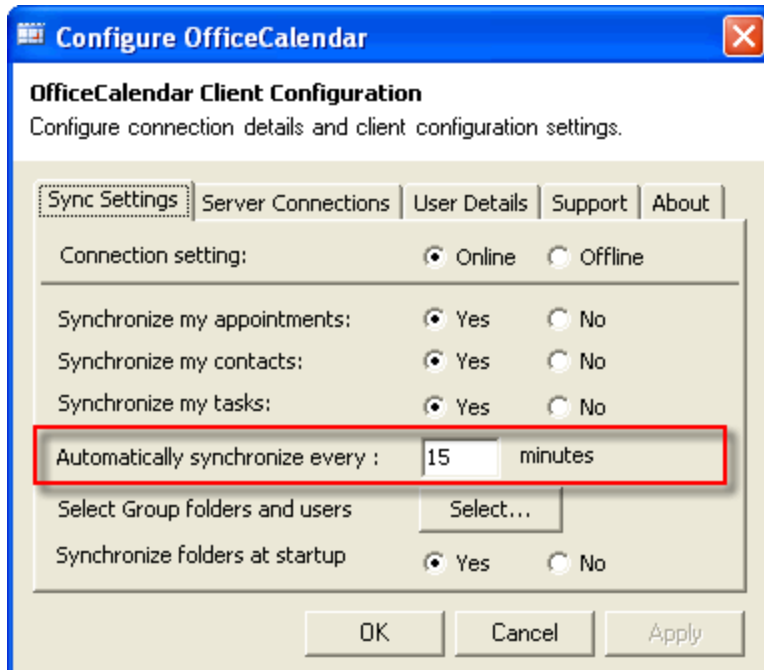 Configure OfficeCalendar
OfficeCalendar Client Configuration
Configure connection details and client configuration settings.
Sync Settings Server Connections User Details Support About
Connection setting: Online Offline
Synchronize my appointments: Yes No
Synchronize my contacts: Yes No
Synchronize my tasks: Yes No
Automatically synchronize every : 15 minutes
Select Group folders and users Select...
Synchronize folders at startup Yes No
OK Cancel Apply